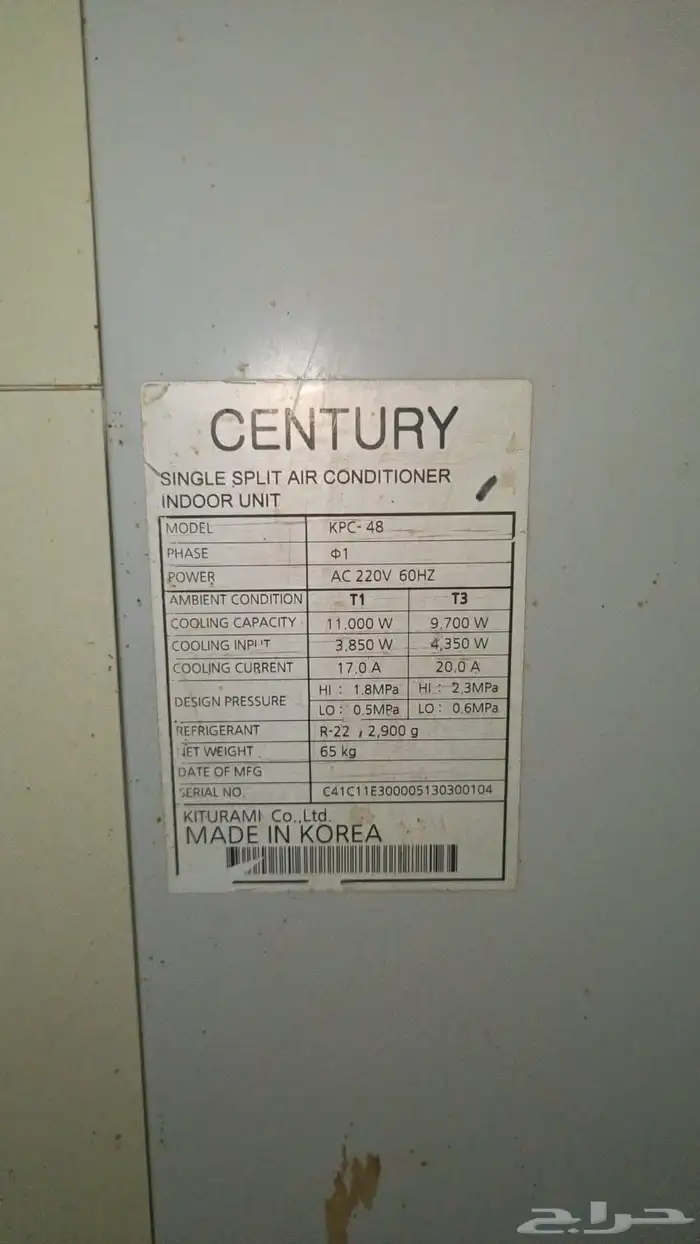 CENTURY
SINGLE SPLIT AIR CONDITIONER
INDOOR UNIT
MODEL KPC-48
PHASE Φ1
POWER AC 220V 60HZ
AMBIENT CONDITION T1 T3
COOLING CAPACITY 11.000 W 9.700 W
COOLING INPUT 3,850 W 4,350 W
COOLING CURRENT 17.0 A 20.0 A
DESIGN PRESSURE HI : 1.8MPa HI : 2.3MPa
LO : 0.5MPa LO : 0.6MPa
REFRIGERANT R-22 , 2,900 g
NET WEIGHT 65 kg
DATE OF MFG
SERIAL NO. C41C11E300005130300104
KITURAMI Co.,Ltd.
MADE IN KOREA
حراج